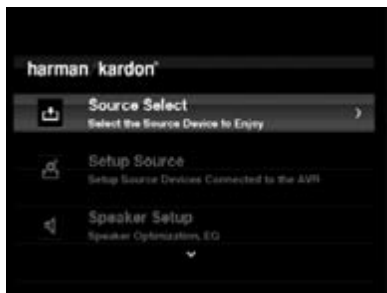 harman/kardon®
Source Select
Select the Source Device to Enjoy
Setup Source
Setup Source Devices Connected to the AVR
Speaker Setup
Speaker Optimization, EQ